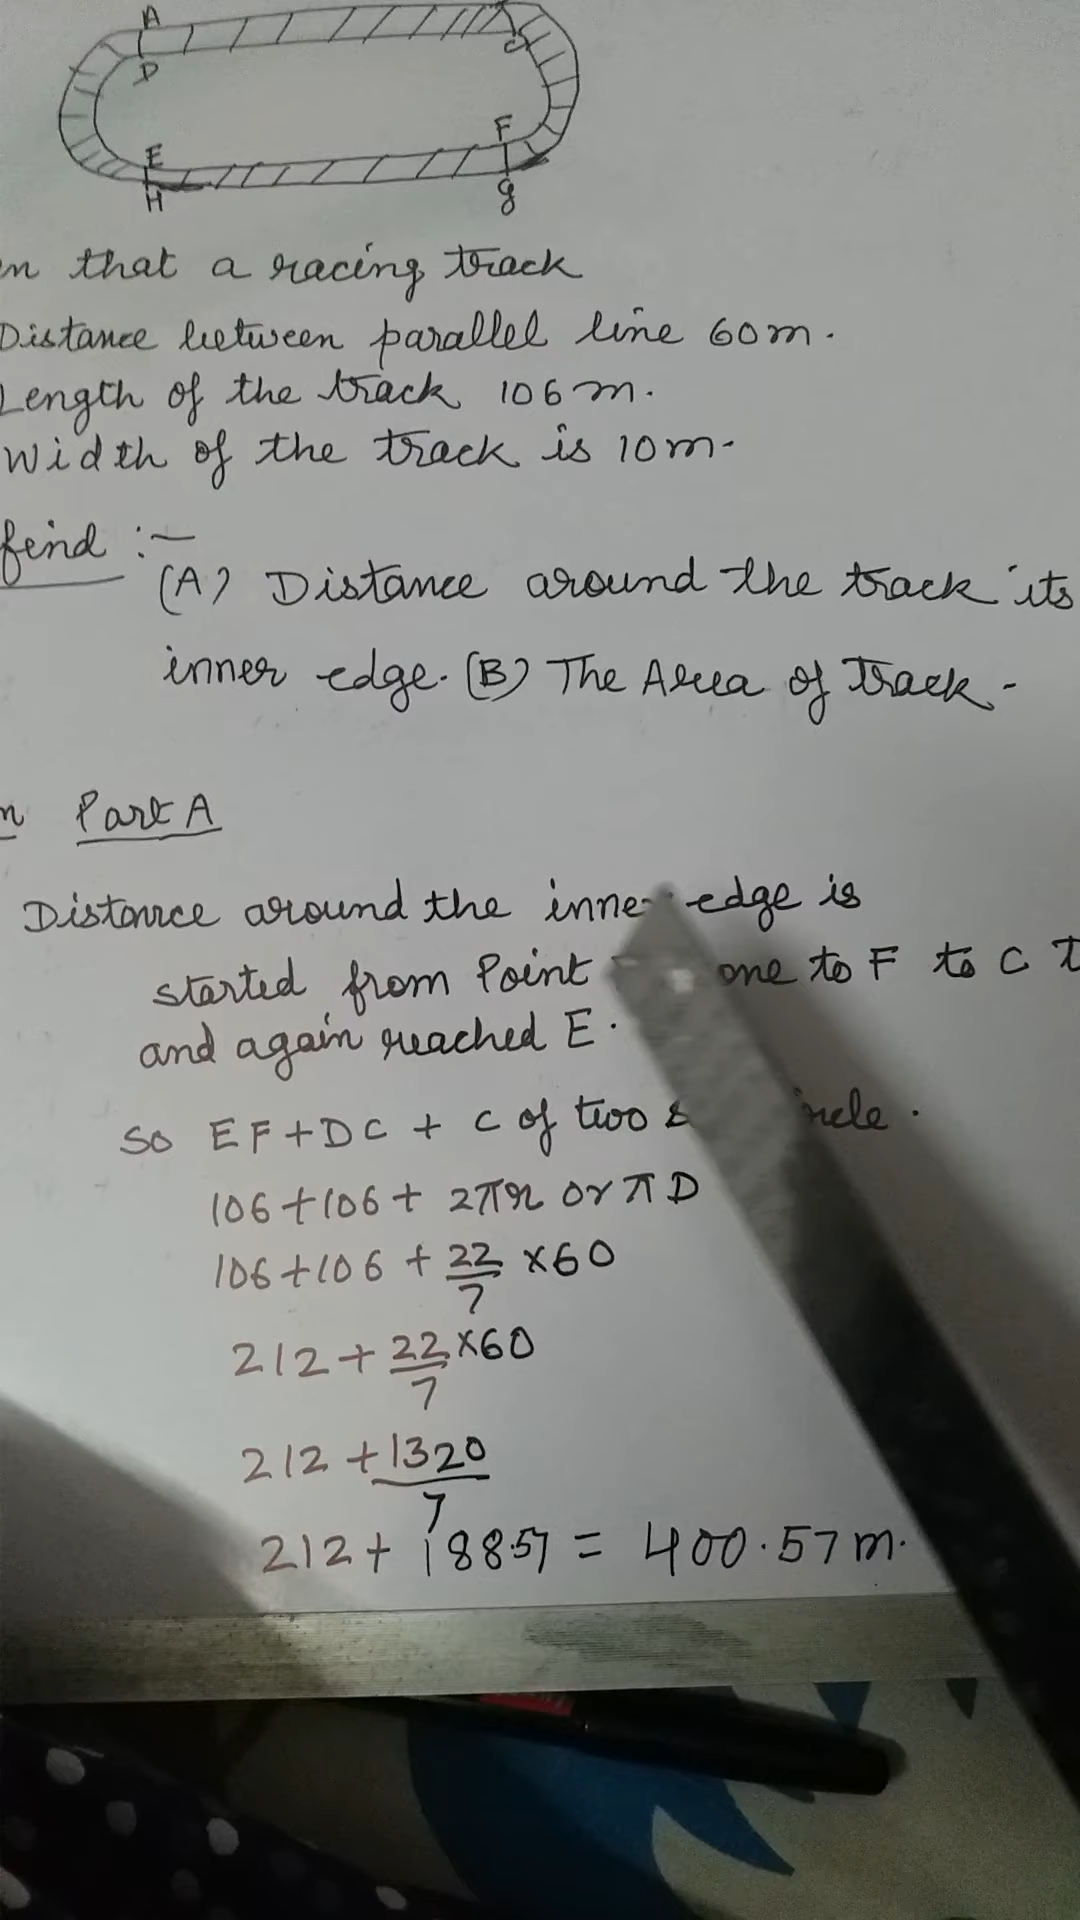 A
D
C
E
F
H
g
n that a racing track
Distance between parallel line 60m.
Length of the track 106m.
Width of the track is 10m-
find :-
(A) Distance around the track its
inner edge. (B) The Area of Track-
n Part A
Distance around the inner edge is
started from Point one to F to C
and again reached E.
So EF+DC + C of two
106+106+ 2πr or πD
106+106 + 22/7 ×60
212+ 22/7 ×60
212 + 1320/7
212+ 188.57 = 400.57m.